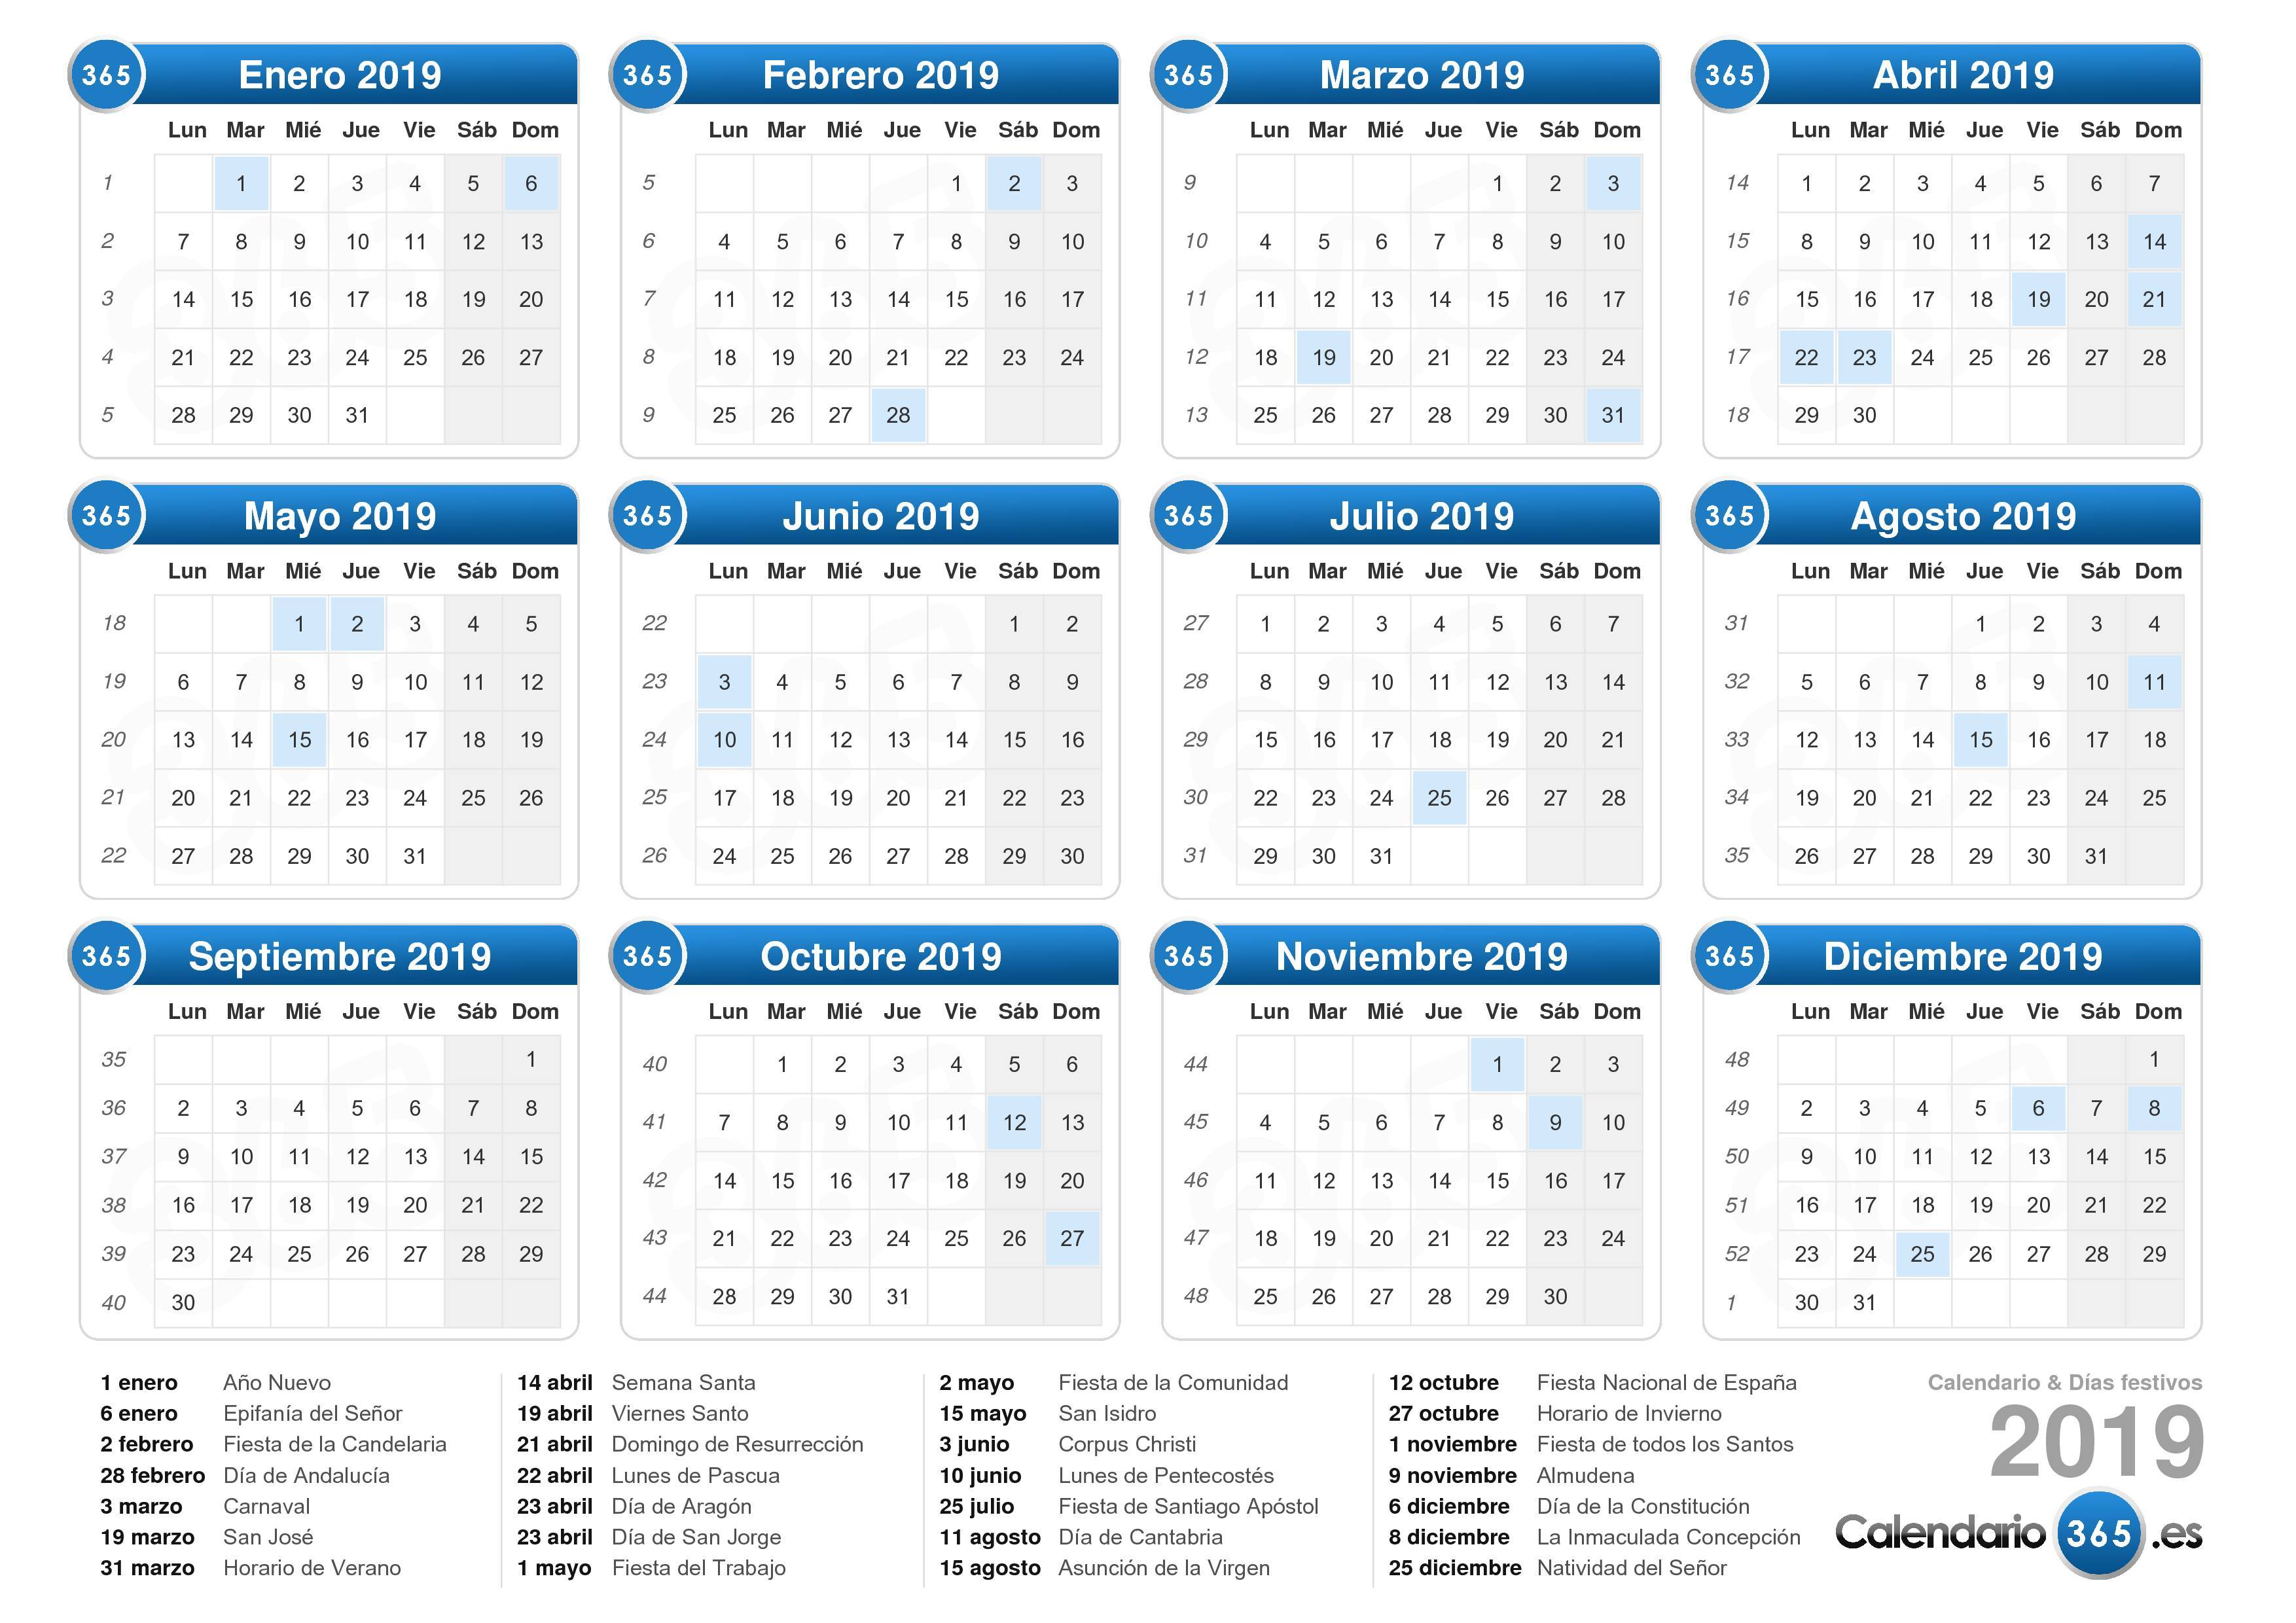 365 Enero 2019
Lun Mar Mié Jue Vie Sáb Dom
1 1 2 3 4 5 6
2 7 8 9 10 11 12 13
3 14 15 16 17 18 19 20
4 21 22 23 24 25 26 27
5 28 29 30 31
365 Febrero 2019
Lun Mar Mié Jue Vie Sáb Dom
5 1 2 3
6 4 5 6 7 8 9 10
7 11 12 13 14 15 16 17
8 18 19 20 21 22 23 24
9 25 26 27 28
365 Marzo 2019
Lun Mar Mié Jue Vie Sáb Dom
9 1 2 3
10 4 5 6 7 8 9 10
11 11 12 13 14 15 16 17
12 18 19 20 21 22 23 24
13 25 26 27 28 29 30 31
365 Abril 2019
Lun Mar Mié Jue Vie Sáb Dom
14 1 2 3 4 5 6 7
15 8 9 10 11 12 13 14
16 15 16 17 18 19 20 21
17 22 23 24 25 26 27 28
18 29 30
365 Mayo 2019
Lun Mar Mié Jue Vie Sáb Dom
18 1 2 3 4 5
19 6 7 8 9 10 11 12
20 13 14 15 16 17 18 19
21 20 21 22 23 24 25 26
22 27 28 29 30 31
365 Junio 2019
Lun Mar Mié Jue Vie Sáb Dom
22 1 2
23 3 4 5 6 7 8 9
24 10 11 12 13 14 15 16
25 17 18 19 20 21 22 23
26 24 25 26 27 28 29 30
365 Julio 2019
Lun Mar Mié Jue Vie Sáb Dom
27 1 2 3 4 5 6 7
28 8 9 10 11 12 13 14
29 15 16 17 18 19 20 21
30 22 23 24 25 26 27 28
31 29 30 31
365 Agosto 2019
Lun Mar Mié Jue Vie Sáb Dom
31 1 2 3 4
32 5 6 7 8 9 10 11
33 12 13 14 15 16 17 18
34 19 20 21 22 23 24 25
35 26 27 28 29 30 31
365 Septiembre 2019
Lun Mar Mié Jue Vie Sáb Dom
35 1
36 2 3 4 5 6 7 8
37 9 10 11 12 13 14 15
38 16 17 18 19 20 21 22
39 23 24 25 26 27 28 29
40 30
365 Octubre 2019
Lun Mar Mié Jue Vie Sáb Dom
40 1 2 3 4 5 6
41 7 8 9 10 11 12 13
42 14 15 16 17 18 19 20
43 21 22 23 24 25 26 27
44 28 29 30 31
365 Noviembre 2019
Lun Mar Mié Jue Vie Sáb Dom
44 1 2 3
45 4 5 6 7 8 9 10
46 11 12 13 14 15 16 17
47 18 19 20 21 22 23 24
48 25 26 27 28 29 30
365 Diciembre 2019
Lun Mar Mié Jue Vie Sáb Dom
48 1
49 2 3 4 5 6 7 8
50 9 10 11 12 13 14 15
51 16 17 18 19 20 21 22
52 23 24 25 26 27 28 29
1 30 31
1 enero Año Nuevo
6 enero Epifanía del Señor
2 febrero Fiesta de la Candelaria
28 febrero Día de Andalucía
3 marzo Carnaval
19 marzo San José
31 marzo Horario de Verano
14 abril Semana Santa
19 abril Viernes Santo
21 abril Domingo de Resurrección
22 abril Lunes de Pascua
23 abril Día de Aragón
23 abril Día de San Jorge
1 mayo Fiesta del Trabajo
2 mayo Fiesta de la Comunidad
15 mayo San Isidro
3 junio Corpus Christi
10 junio Lunes de Pentecostés
25 julio Fiesta de Santiago Apóstol
11 agosto Día de Cantabria
15 agosto Asunción de la Virgen
12 octubre Fiesta Nacional de España
27 octubre Horario de Invierno
1 noviembre Fiesta de todos los Santos
9 noviembre Almudena
6 diciembre Día de la Constitución
8 diciembre La Inmaculada Concepción
25 diciembre Natividad del Señor
Calendario & Días festivos
2019
Calendario 365 .es